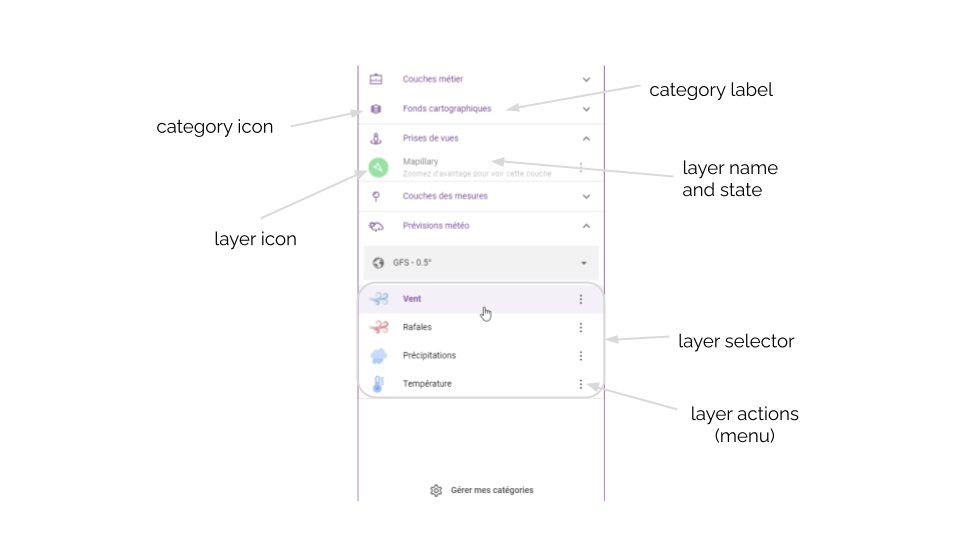 Couches métier
category label
Fonds cartographiques
category icon
Prises de vues
Mapillary
Zoomez d'avantage pour voir cette couche
layer name
and state
Couches des mesures
Prévisions météo
layer icon
GFS - 0.5°
Vent
Rafales
layer selector
Précipitations
Température
layer actions
(menu)
Gérer mes catégories